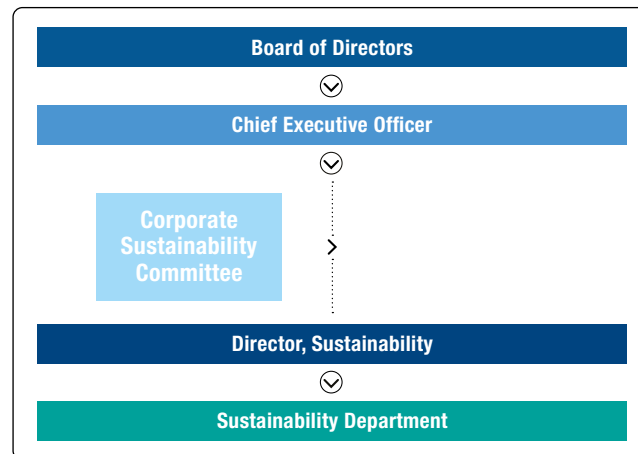 Board of Directors
Chief Executive Officer
Corporate
Sustainability
Committee
Director, Sustainability
Sustainability Department